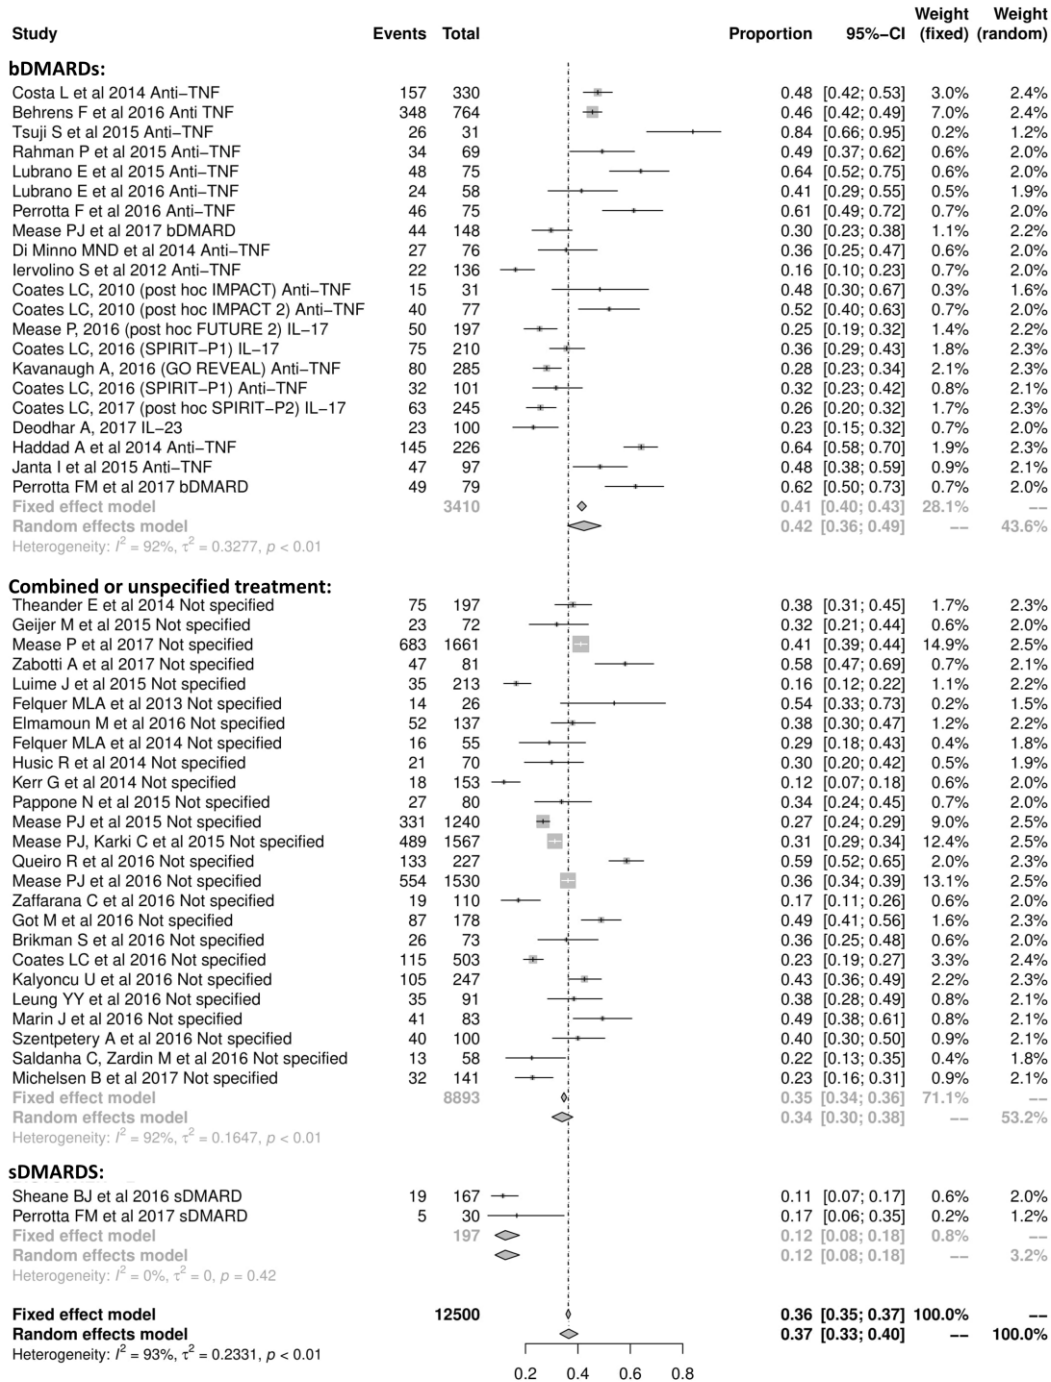 Weight Weight
Study Events Total Proportion 95%−CI (fixed) (random)
bDMARDs:
Costa L et al 2014 Anti−TNF 157 330 0.48 [0.42; 0.53] 3.0% 2.4%
Behrens F et al 2016 Anti TNF 348 764 0.46 [0.42; 0.49] 7.0% 2.4%
Tsuji S et al 2015 Anti−TNF 26 31 0.84 [0.66; 0.95] 0.2% 1.2%
Rahman P et al 2015 Anti−TNF 34 69 0.49 [0.37; 0.62] 0.6% 2.0%
Lubrano E et al 2015 Anti−TNF 48 75 0.64 [0.52; 0.75] 0.6% 2.0%
Lubrano E et al 2016 Anti−TNF 24 58 0.41 [0.29; 0.55] 0.5% 1.9%
Perrotta F et al 2016 Anti−TNF 46 75 0.61 [0.49; 0.72] 0.7% 2.0%
Mease PJ et al 2017 bDMARD 44 148 0.30 [0.23; 0.38] 1.1% 2.2%
Di Minno MND et al 2014 Anti−TNF 27 76 0.36 [0.25; 0.47] 0.6% 2.0%
Iervolino S et al 2012 Anti−TNF 22 136 0.16 [0.10; 0.23] 0.7% 2.0%
Coates LC, 2010 (post hoc IMPACT) Anti−TNF 15 31 0.48 [0.30; 0.67] 0.3% 1.6%
Coates LC, 2010 (post hoc IMPACT 2) Anti−TNF 40 77 0.52 [0.40; 0.63] 0.7% 2.0%
Mease P, 2016 (post hoc FUTURE 2) IL−17 50 197 0.25 [0.19; 0.32] 1.4% 2.2%
Coates LC, 2016 (SPIRIT−P1) IL−17 75 210 0.36 [0.29; 0.43] 1.8% 2.3%
Kavanaugh A, 2016 (GO REVEAL) Anti−TNF 80 285 0.28 [0.23; 0.34] 2.1% 2.3%
Coates LC, 2016 (SPIRIT−P1) Anti−TNF 32 101 0.32 [0.23; 0.42] 0.8% 2.1%
Coates LC, 2017 (post hoc SPIRIT−P2) IL−17 63 245 0.26 [0.20; 0.32] 1.7% 2.3%
Deodhar A, 2017 IL−23 23 100 0.23 [0.15; 0.32] 0.7% 2.0%
Haddad A et al 2014 Anti−TNF 145 226 0.64 [0.58; 0.70] 1.9% 2.3%
Janta I et al 2015 Anti−TNF 47 97 0.48 [0.38; 0.59] 0.9% 2.1%
Perrotta FM et al 2017 bDMARD 49 79 0.62 [0.50; 0.73] 0.7% 2.0%
Fixed effect model 3410 0.41 [0.40; 0.43] 28.1% −−
Random effects model 0.42 [0.36; 0.49] −− 43.6%
Heterogeneity: I² = 92%, τ² = 0.3277, p < 0.01
Combined or unspecified treatment:
Theander E et al 2014 Not specified 75 197 0.38 [0.31; 0.45] 1.7% 2.3%
Geijer M et al 2015 Not specified 23 72 0.32 [0.21; 0.44] 0.6% 2.0%
Mease P et al 2017 Not specified 683 1661 0.41 [0.39; 0.44] 14.9% 2.5%
Zabotti A et al 2017 Not specified 47 81 0.58 [0.47; 0.69] 0.7% 2.1%
Luime J et al 2015 Not specified 35 213 0.16 [0.12; 0.22] 1.1% 2.2%
Felquer MLA et al 2013 Not specified 14 26 0.54 [0.33; 0.73] 0.2% 1.5%
Elmamoun M et al 2016 Not specified 52 137 0.38 [0.30; 0.47] 1.2% 2.2%
Felquer MLA et al 2014 Not specified 16 55 0.29 [0.18; 0.43] 0.4% 1.8%
Husic R et al 2014 Not specified 21 70 0.30 [0.20; 0.42] 0.5% 1.9%
Kerr G et al 2014 Not specified 18 153 0.12 [0.07; 0.18] 0.6% 2.0%
Pappone N et al 2015 Not specified 27 80 0.34 [0.24; 0.45] 0.7% 2.0%
Mease PJ et al 2015 Not specified 331 1240 0.27 [0.24; 0.29] 9.0% 2.5%
Mease PJ, Karki C et al 2015 Not specified 489 1567 0.31 [0.29; 0.34] 12.4% 2.5%
Queiro R et al 2016 Not specified 133 227 0.59 [0.52; 0.65] 2.0% 2.3%
Mease PJ et al 2016 Not specified 554 1530 0.36 [0.34; 0.39] 13.1% 2.5%
Zaffarana C et al 2016 Not specified 19 110 0.17 [0.11; 0.26] 0.6% 2.0%
Got M et al 2016 Not specified 87 178 0.49 [0.41; 0.56] 1.6% 2.3%
Brikman S et al 2016 Not specified 26 73 0.36 [0.25; 0.48] 0.6% 2.0%
Coates LC et al 2016 Not specified 115 503 0.23 [0.19; 0.27] 3.3% 2.4%
Kalyoncu U et al 2016 Not specified 105 247 0.43 [0.36; 0.49] 2.2% 2.3%
Leung YY et al 2016 Not specified 35 91 0.38 [0.28; 0.49] 0.8% 2.1%
Marin J et al 2016 Not specified 41 83 0.49 [0.38; 0.61] 0.7% 2.1%
Szentpetery A et al 2016 Not specified 40 100 0.40 [0.30; 0.50] 0.9% 2.1%
Saldanha C, Zardin M et al 2016 Not specified 13 58 0.22 [0.13; 0.35] 0.4% 1.8%
Michelsen B et al 2017 Not specified 32 141 0.23 [0.16; 0.31] 0.9% 2.1%
Fixed effect model 8893 0.35 [0.34; 0.36] 71.1% −−
Random effects model 0.34 [0.30; 0.38] −− 53.2%
Heterogeneity: I² = 92%, τ² = 0.1647, p < 0.01
sDMARDS:
Sheane BJ et al 2016 sDMARD 19 167 0.11 [0.07; 0.17] 0.6% 2.0%
Perrotta FM et al 2017 sDMARD 5 30 0.17 [0.06; 0.35] 0.2% 1.2%
Fixed effect model 197 0.12 [0.08; 0.18] 0.8% −−
Random effects model 0.12 [0.08; 0.18] −− 3.2%
Heterogeneity: I² = 0%, τ² = 0, p = 0.42
Fixed effect model 12500 0.36 [0.35; 0.37] 100.0% −−
Random effects model 0.37 [0.33; 0.40] −− 100.0%
Heterogeneity: I² = 93%, τ² = 0.2331, p < 0.01
0.2 0.4 0.6 0.8